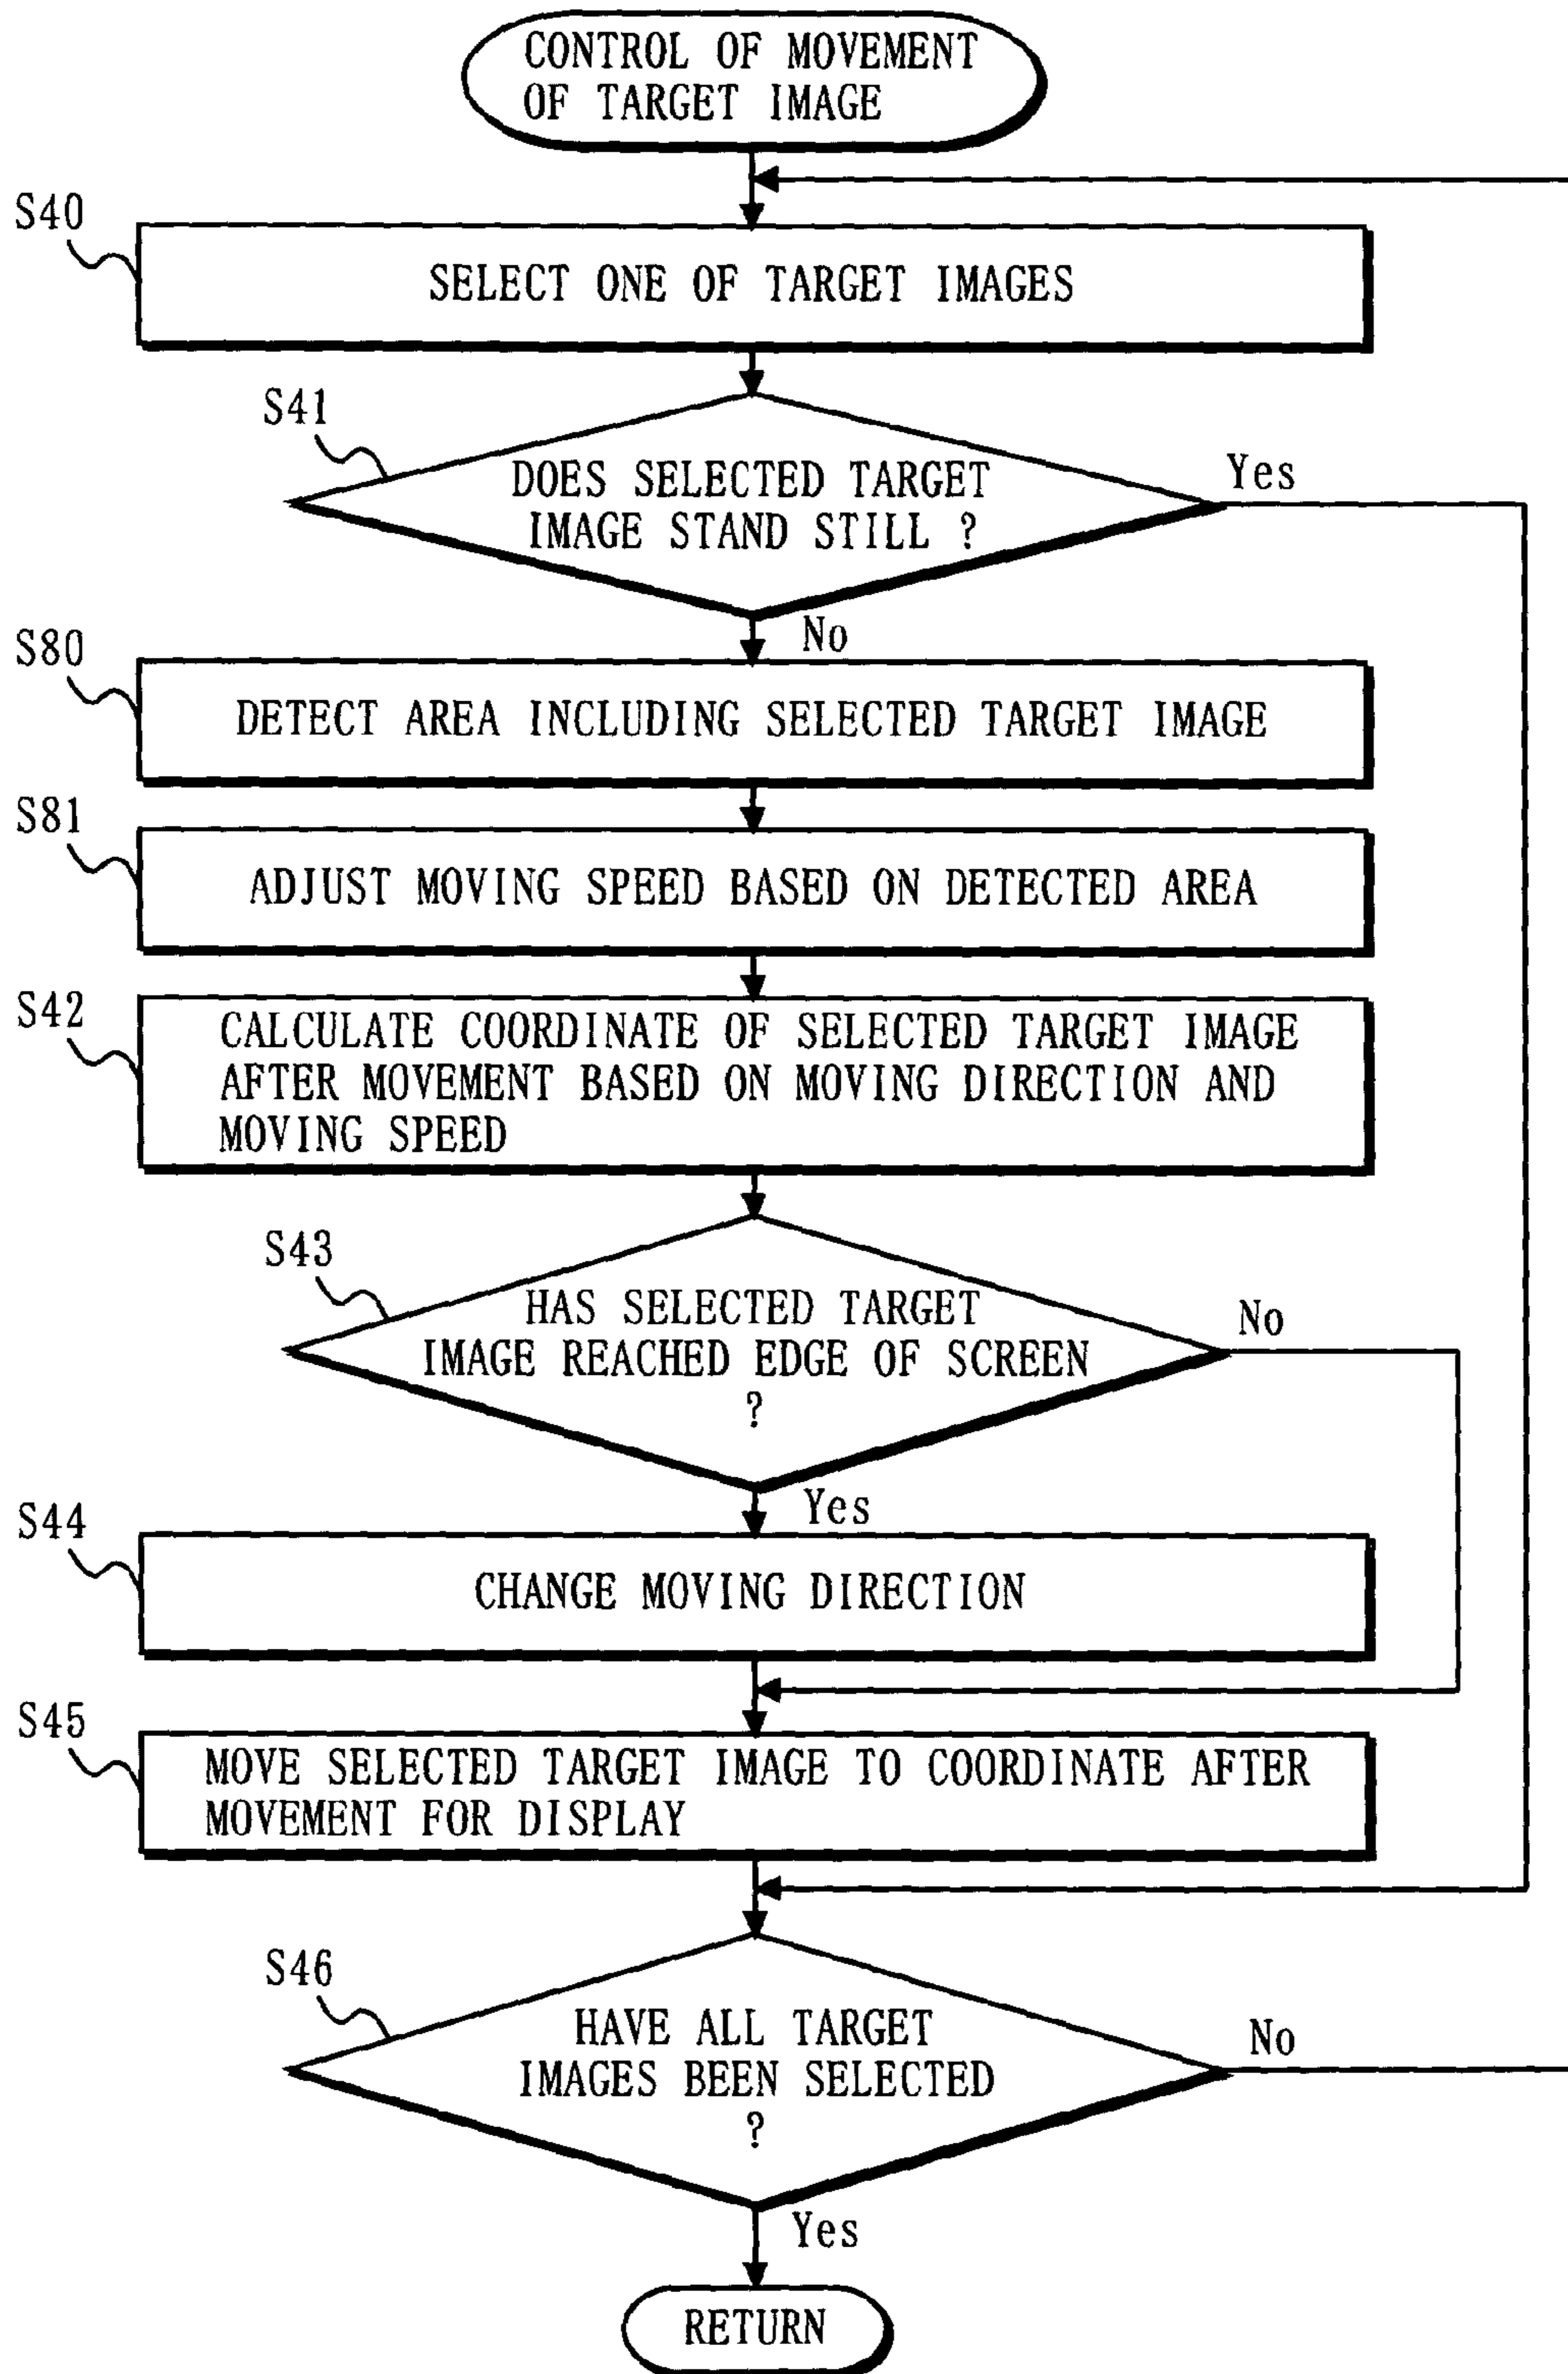 CONTROL OF MOVEMENT
OF TARGET IMAGE
S40
SELECT ONE OF TARGET IMAGES
S41
DOES SELECTED TARGET
IMAGE STAND STILL ?
Yes
No
S80
DETECT AREA INCLUDING SELECTED TARGET IMAGE
S81
ADJUST MOVING SPEED BASED ON DETECTED AREA
S42
CALCULATE COORDINATE OF SELECTED TARGET IMAGE
AFTER MOVEMENT BASED ON MOVING DIRECTION AND
MOVING SPEED
S43
HAS SELECTED TARGET
IMAGE REACHED EDGE OF SCREEN
?
No
Yes
S44
CHANGE MOVING DIRECTION
S45
MOVE SELECTED TARGET IMAGE TO COORDINATE AFTER
MOVEMENT FOR DISPLAY
S46
HAVE ALL TARGET
IMAGES BEEN SELECTED
?
No
Yes
RETURN